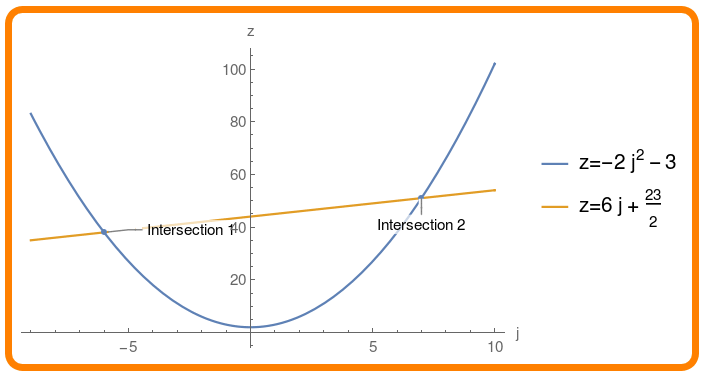 z
100
80
60
40
20
−5
5
10
j
Intersection 1
Intersection 2
z=−2 j² − 3
z=6 j + 23/2